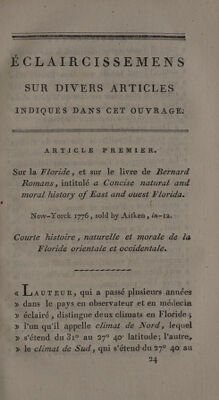 ÉCLAIRCISSEMENS
SUR DIVERS ARTICLES
INDIQUÉS DANS CET OUVRAGE.
ARTICLE PREMIER.
Sur la Floride, et sur le livre de Bernard
Romans, intitulé a Concise natural and
moral history of East and ouest Florida.
New-Yorck 1776, sold by Aitken, in-12.
Courte histoire, naturelle et morale de la
Floride orientale et occidentale.
« L'AUTEUR, qui a passé plusieurs années
» dans le pays en observateur et en médecin
» éclairé, distingue deux climats en Floride;
» l'un qu'il appelle climat de Nord, lequel
» s'étend du 31° au 27° 40' latitude; l'autre,
» le climat de Sud, qui s'étend du 27° 40 au
24